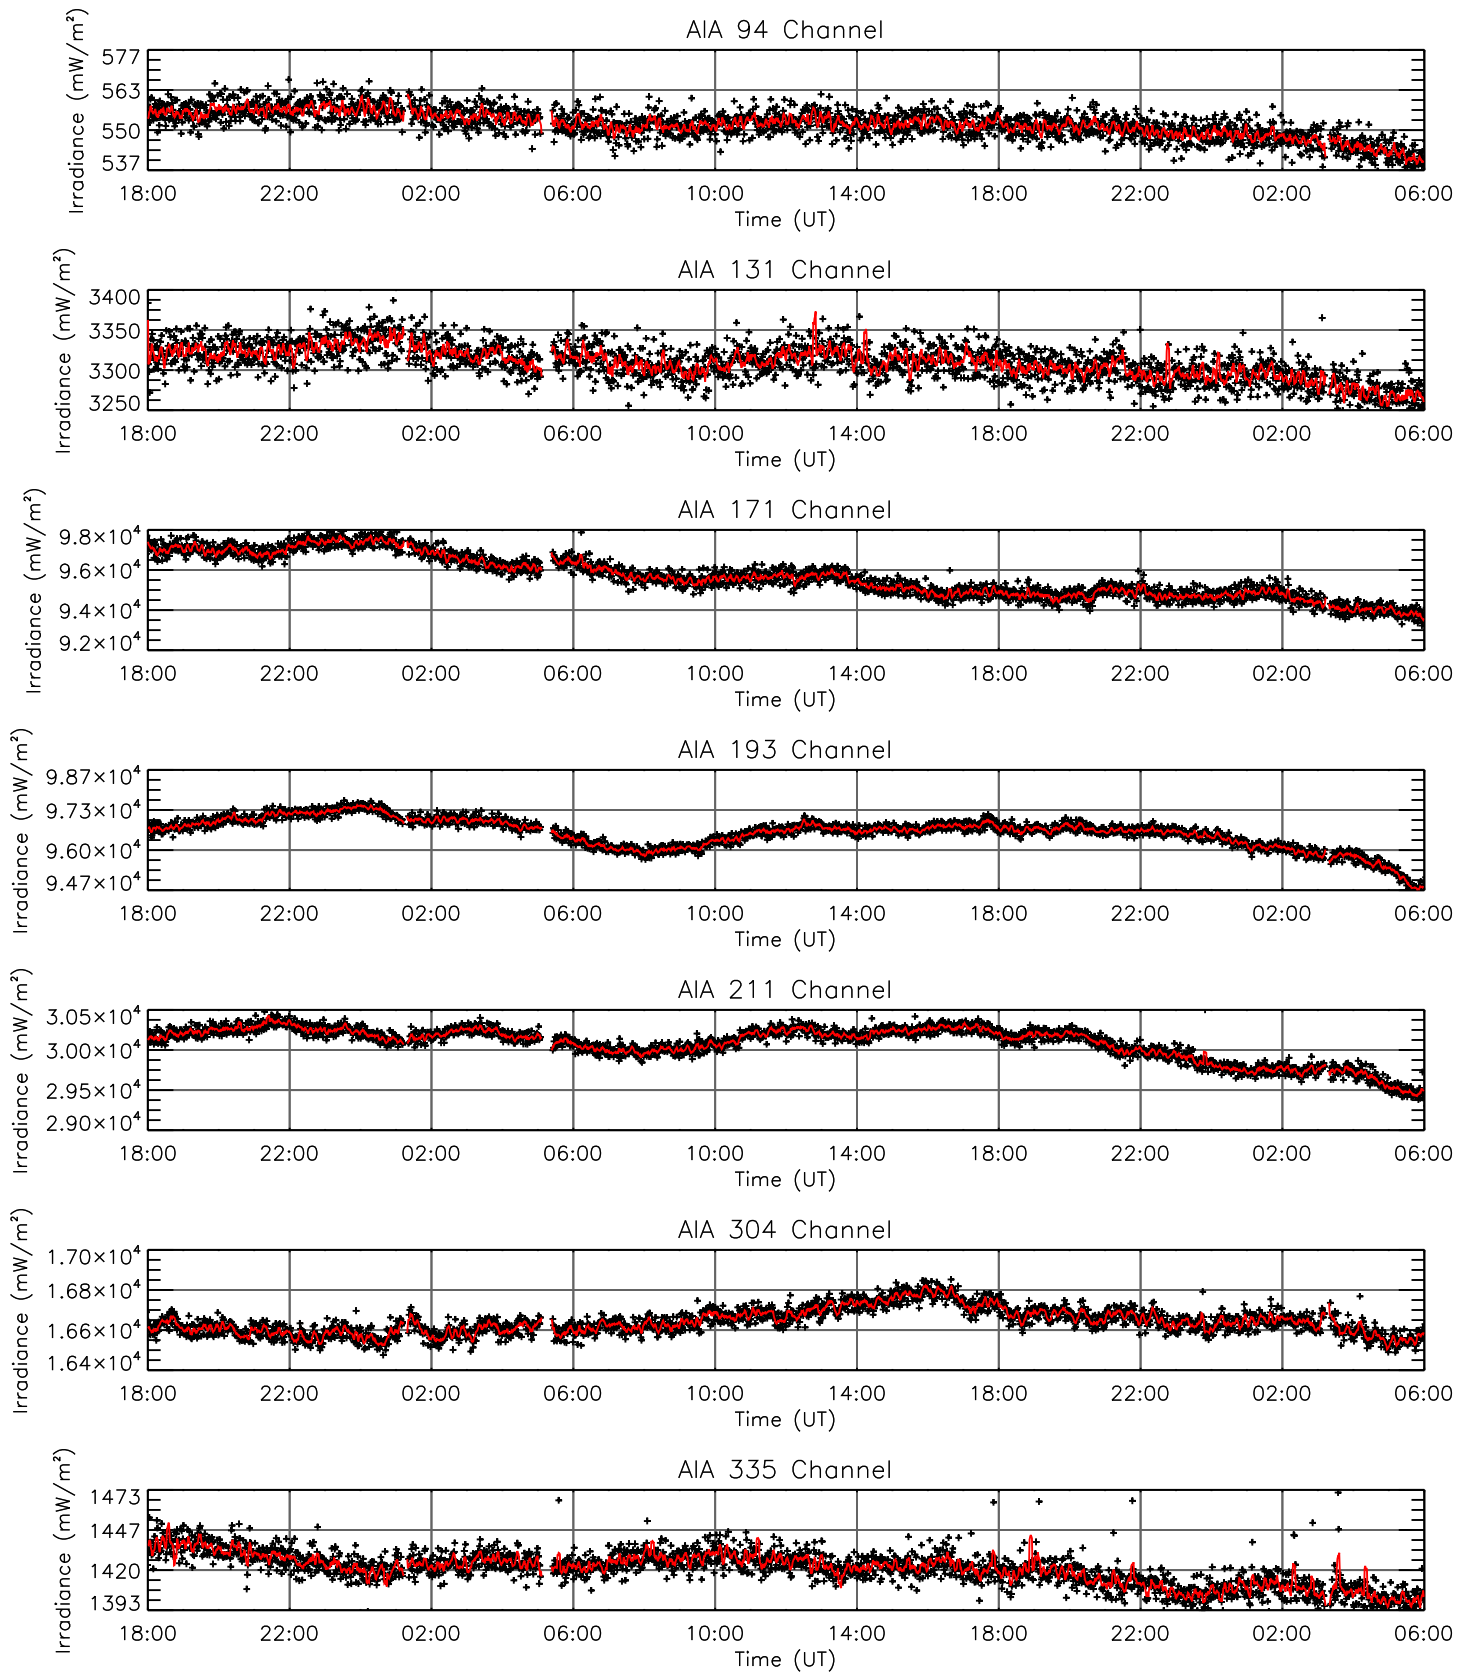 AIA 94 Channel
Irradiance (mW/m²)
577
563
550
537
18:00 22:00 02:00 06:00 10:00 14:00 18:00 22:00 02:00 06:00
Time (UT)
AIA 131 Channel
Irradiance (mW/m²)
3400
3350
3300
3250
18:00 22:00 02:00 06:00 10:00 14:00 18:00 22:00 02:00 06:00
Time (UT)
AIA 171 Channel
Irradiance (mW/m²)
9.8×10⁴
9.6×10⁴
9.4×10⁴
9.2×10⁴
18:00 22:00 02:00 06:00 10:00 14:00 18:00 22:00 02:00 06:00
Time (UT)
AIA 193 Channel
Irradiance (mW/m²)
9.87×10⁴
9.73×10⁴
9.60×10⁴
9.47×10⁴
18:00 22:00 02:00 06:00 10:00 14:00 18:00 22:00 02:00 06:00
Time (UT)
AIA 211 Channel
Irradiance (mW/m²)
3.05×10⁴
3.00×10⁴
2.95×10⁴
2.90×10⁴
18:00 22:00 02:00 06:00 10:00 14:00 18:00 22:00 02:00 06:00
Time (UT)
AIA 304 Channel
Irradiance (mW/m²)
1.70×10⁴
1.68×10⁴
1.66×10⁴
1.64×10⁴
18:00 22:00 02:00 06:00 10:00 14:00 18:00 22:00 02:00 06:00
Time (UT)
AIA 335 Channel
Irradiance (mW/m²)
1473
1447
1420
1393
18:00 22:00 02:00 06:00 10:00 14:00 18:00 22:00 02:00 06:00
Time (UT)